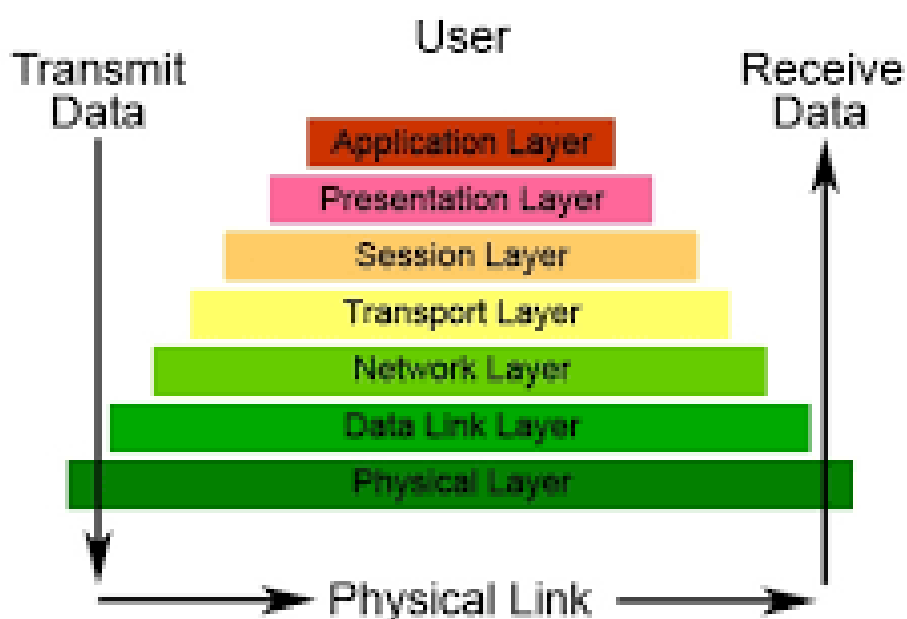 User
Transmit
Data
Receive
Data
Application Layer
Presentation Layer
Session Layer
Transport Layer
Network Layer
Data Link Layer
Physical Layer
Physical Link